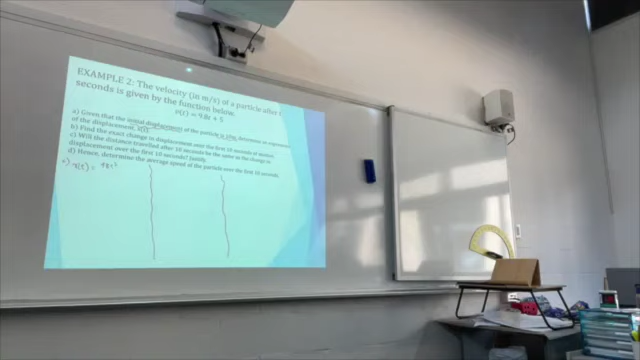 EXAMPLE 2: The velocity (in m/s) of a particle after t
seconds is given by the function below.
v(t) = 9.8t + 5
a) Given that the initial displacement of the particle is determine an expression
of the displacement, x(t).
b) Find the exact change in displacement over the first 10 seconds of motion.
c) Will the distance travelled after 10 seconds be the same as the change in
displacement over the first 10 seconds? Justify.
d) Hence, determine the average speed of the particle over the first 10 seconds.
x(t) =